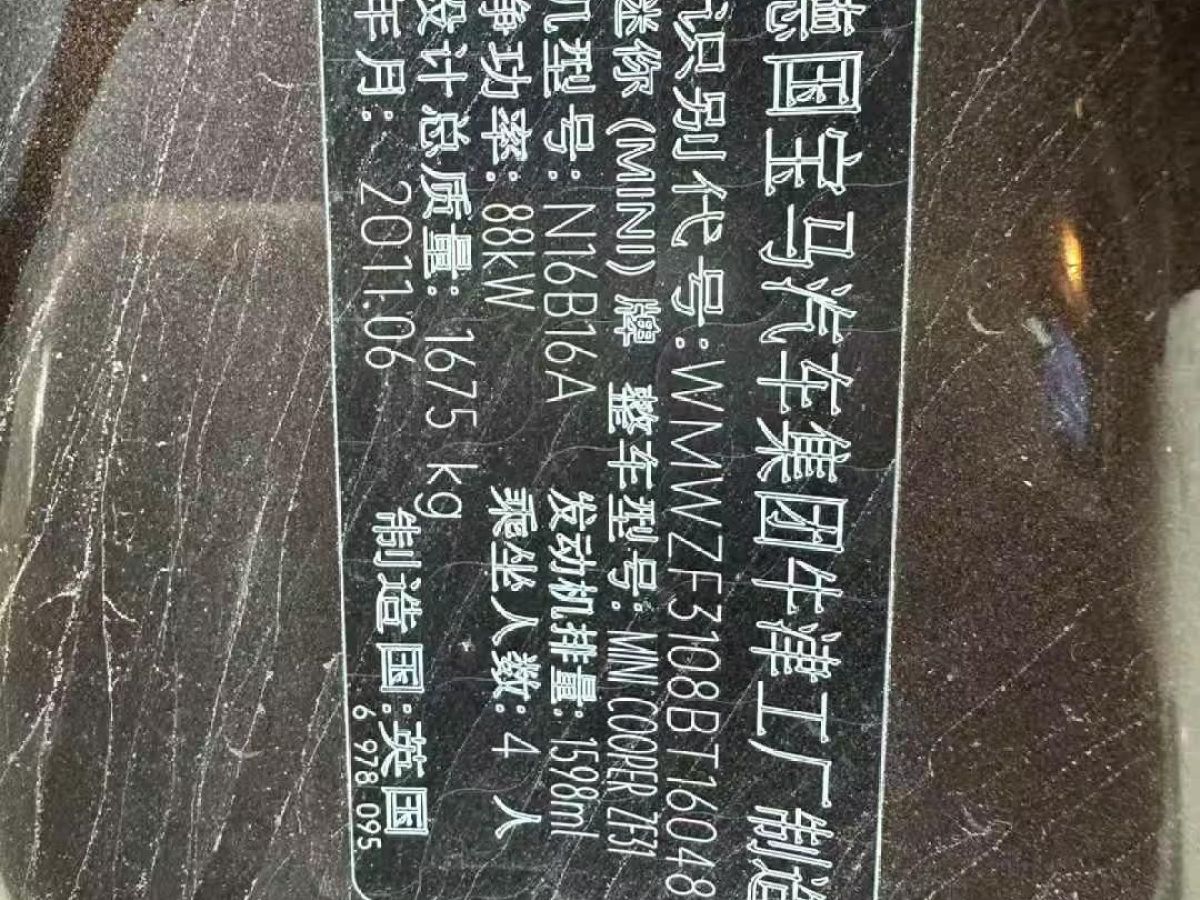 德国宝马汽车集团牛津工厂制造
识别代号:WMWZF3108BT16048
迷你 (MINI) 牌 整车型号: MINI COOPER ZF31
机型号: N16B16A 发动机排量: 1598ml
净功率: 88kW 乘坐人数: 4 人
设计总质量: 1675 kg
年月: 2011.06 制造国:英国
6 978 095